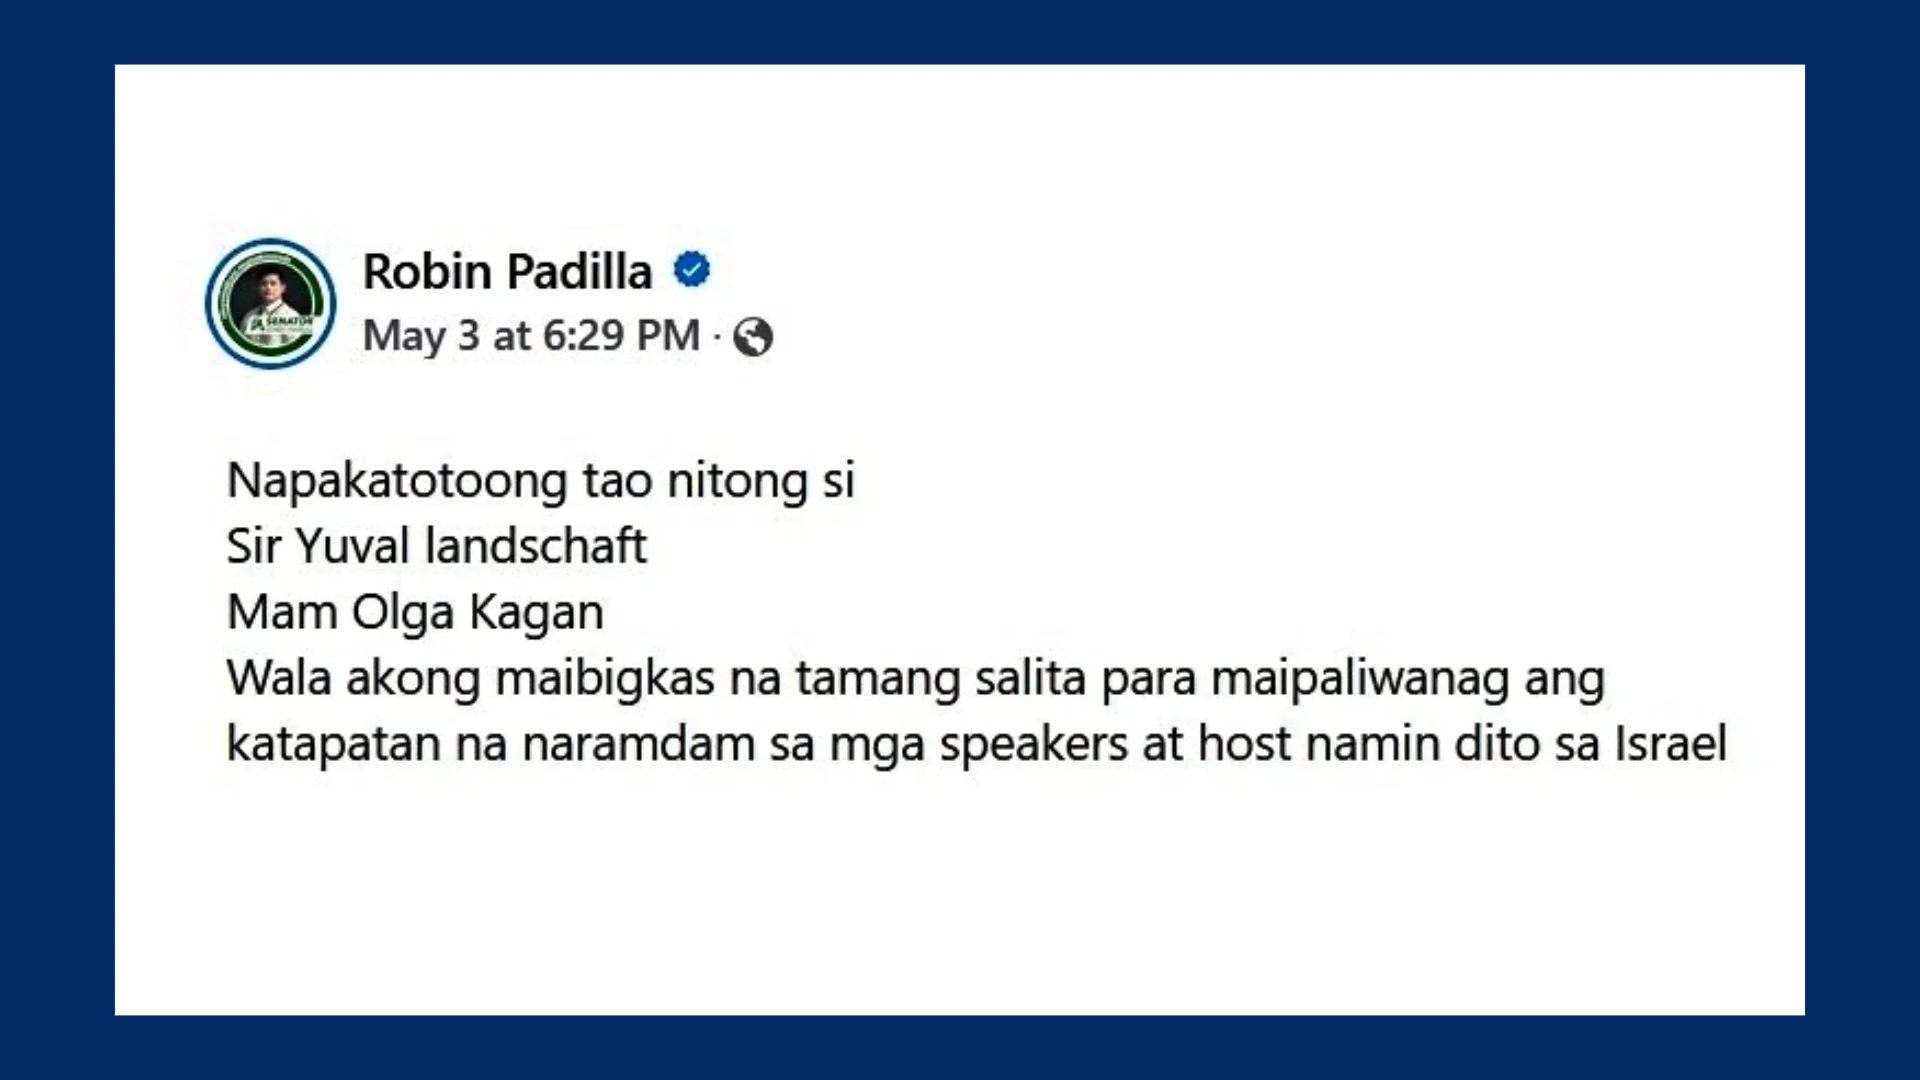 Robin Padilla
May 3 at 6:29 PM ·
SENATOR
Napakatotoong tao nitong si
Sir Yuval landschaft
Mam Olga Kagan
Wala akong maibigkas na tamang salita para maipaliwanag ang
katapatan na naramdam sa mga speakers at host namin dito sa Israel